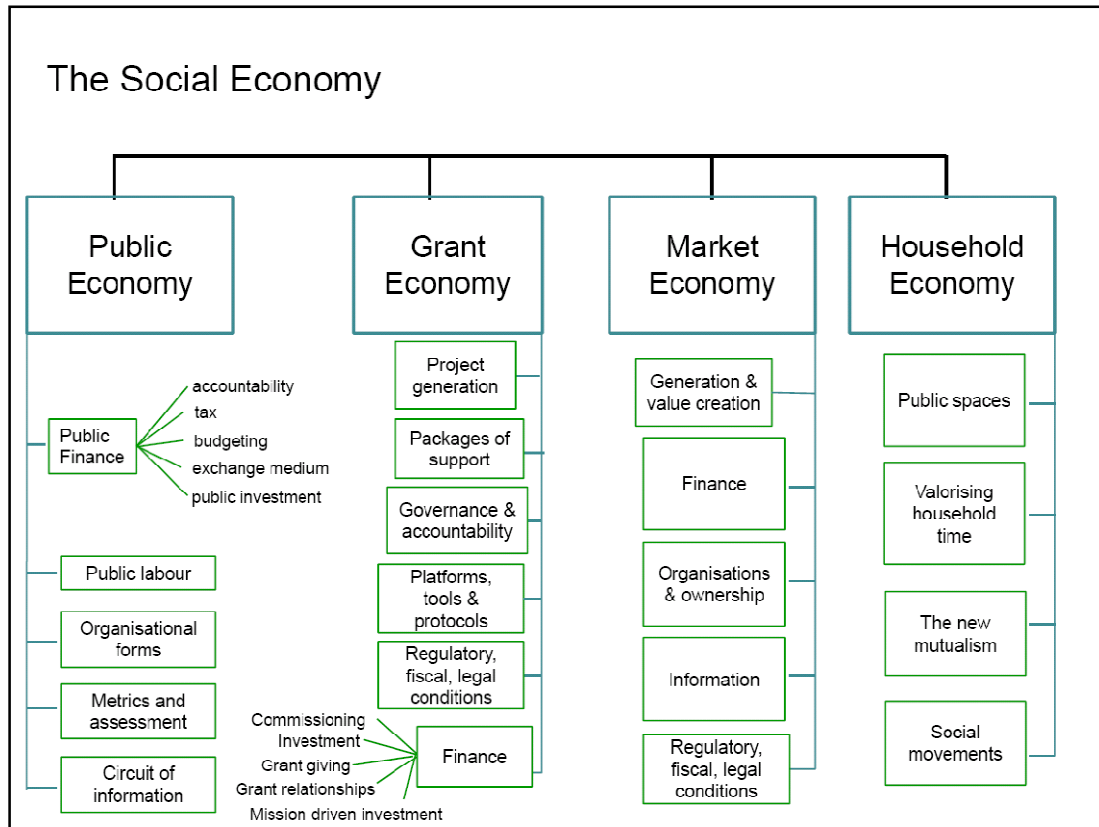 The Social Economy
Public
Economy
Public
Finance
accountability
tax
budgeting
exchange medium
public investment
Public labour
Organisational
forms
Metrics and
assessment
Circuit of
information
Grant
Economy
Project
generation
Packages of
support
Governance &
accountability
Platforms,
tools &
protocols
Regulatory,
fiscal, legal
conditions
Finance
Commissioning
Investment
Grant giving
Grant relationships
Mission driven investment
Market
Economy
Generation &
value creation
Finance
Organisations
& ownership
Information
Regulatory,
fiscal, legal
conditions
Household
Economy
Public spaces
Valorising
household
time
The new
mutualism
Social
movements